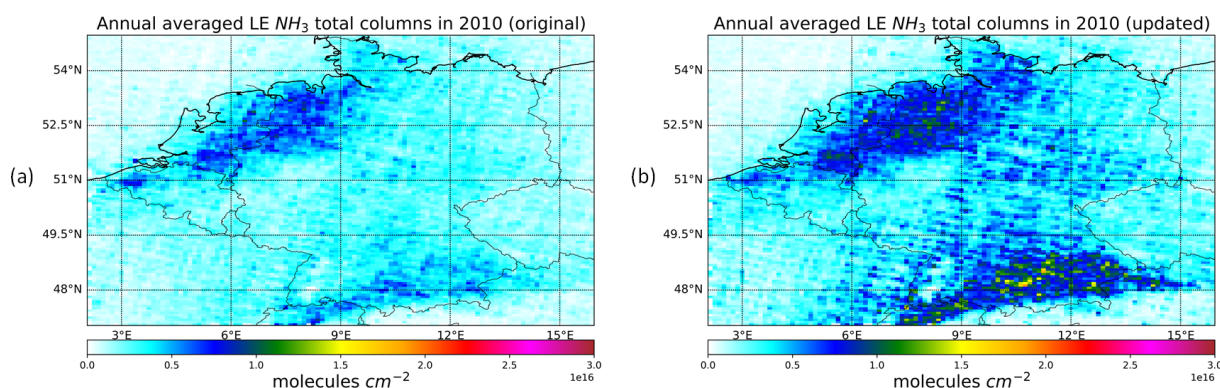 Annual averaged LE NH3 total columns in 2010 (original)
54°N
52.5°N
(a)
51°N
49.5°N
48°N
3°E 6°E 9°E 12°E 15°E
0.0 0.5 1.0 1.5 2.0 2.5 3.0
1e16
molecules cm−2
Annual averaged LE NH3 total columns in 2010 (updated)
54°N
52.5°N
(b)
51°N
49.5°N
48°N
3°E 6°E 9°E 12°E 15°E
0.0 0.5 1.0 1.5 2.0 2.5 3.0
1e16
molecules cm−2